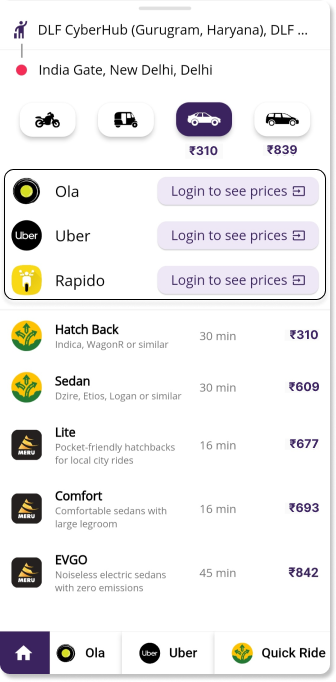 DLF CyberHub (Gurugram, Haryana), DLF ...
India Gate, New Delhi, Delhi
₹310 ₹839
Ola Login to see prices
Uber Uber Login to see prices
Rapido Login to see prices
Hatch Back
Indica, WagonR or similar
30 min ₹310
Sedan
Dzire, Etios, Logan or similar
30 min ₹609
Lite
Pocket-friendly hatchbacks
for local city rides
MERU 16 min ₹677
Comfort
Comfortable sedans with
large legroom
MERU 16 min ₹693
EVGO
Noiseless electric sedans
with zero emissions
MERU 45 min ₹842
Ola Uber Uber Quick Ride